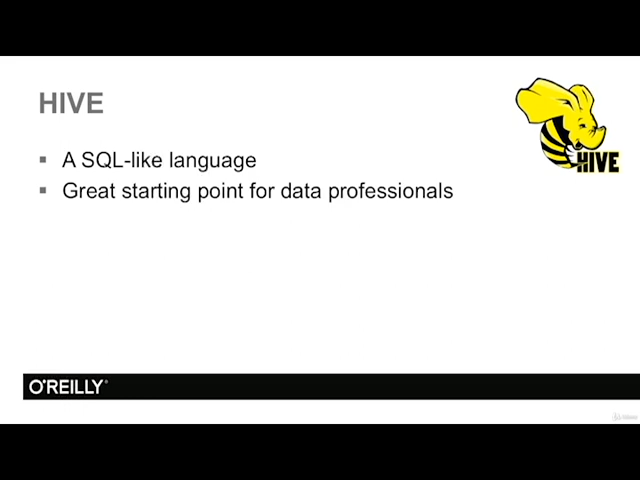 HIVE
HIVE
▪ A SQL-like language
▪ Great starting point for data professionals
O'REILLY®